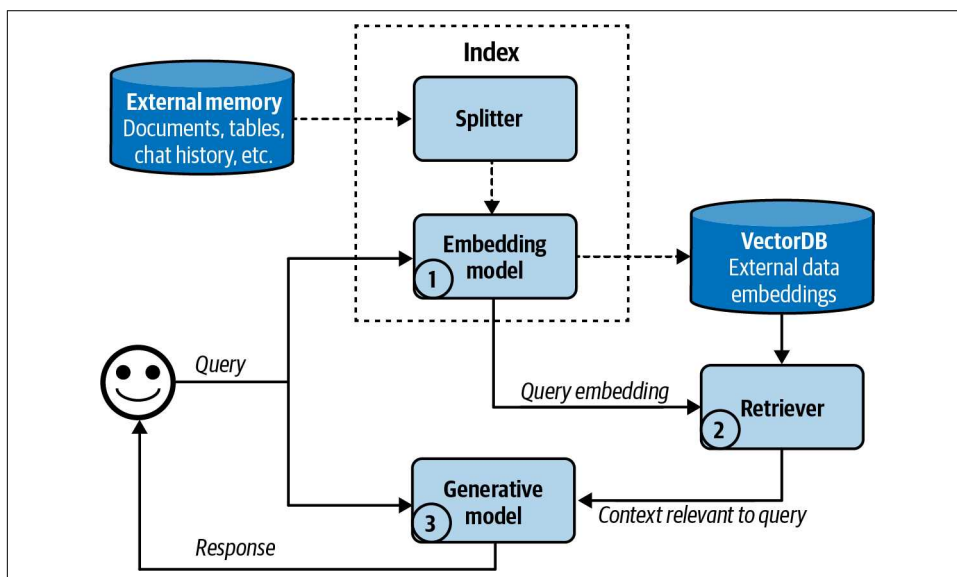 Index
External memory
Documents, tables,
chat history, etc.
Splitter
Embedding
model
1
VectorDB
External data
embeddings
Query
Query embedding
Retriever
2
Generative
model
3
Context relevant to query
Response